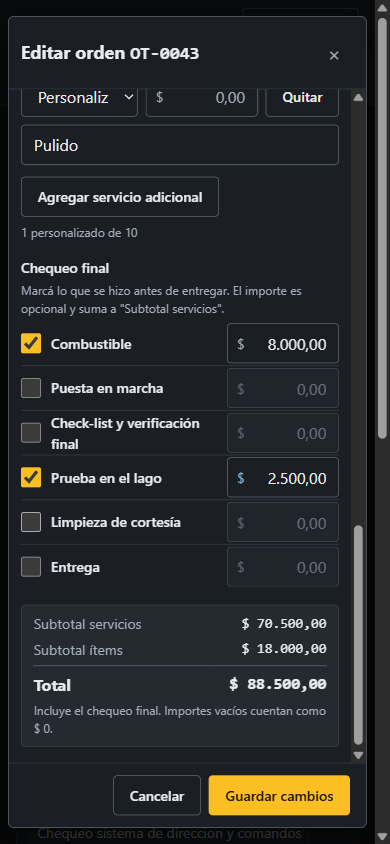 Editar orden OT-0043
×
Personaliz
$ 0,00
Quitar
Pulido
Agregar servicio adicional
1 personalizado de 10
Chequeo final
Marcá lo que se hizo antes de entregar. El importe es
opcional y suma a "Subtotal servicios".
Combustible
$ 8.000,00
Puesta en marcha
$ 0,00
Check-list y verificación
final
$ 0,00
Prueba en el lago
$ 2.500,00
Limpieza de cortesía
$ 0,00
Entrega
$ 0,00
Subtotal servicios
$ 70.500,00
Subtotal ítems
$ 18.000,00
Total
$ 88.500,00
Incluye el chequeo final. Importes vacíos cuentan como
$ 0.
Cancelar
Guardar cambios
Chequeo sistema de dirección y comandos